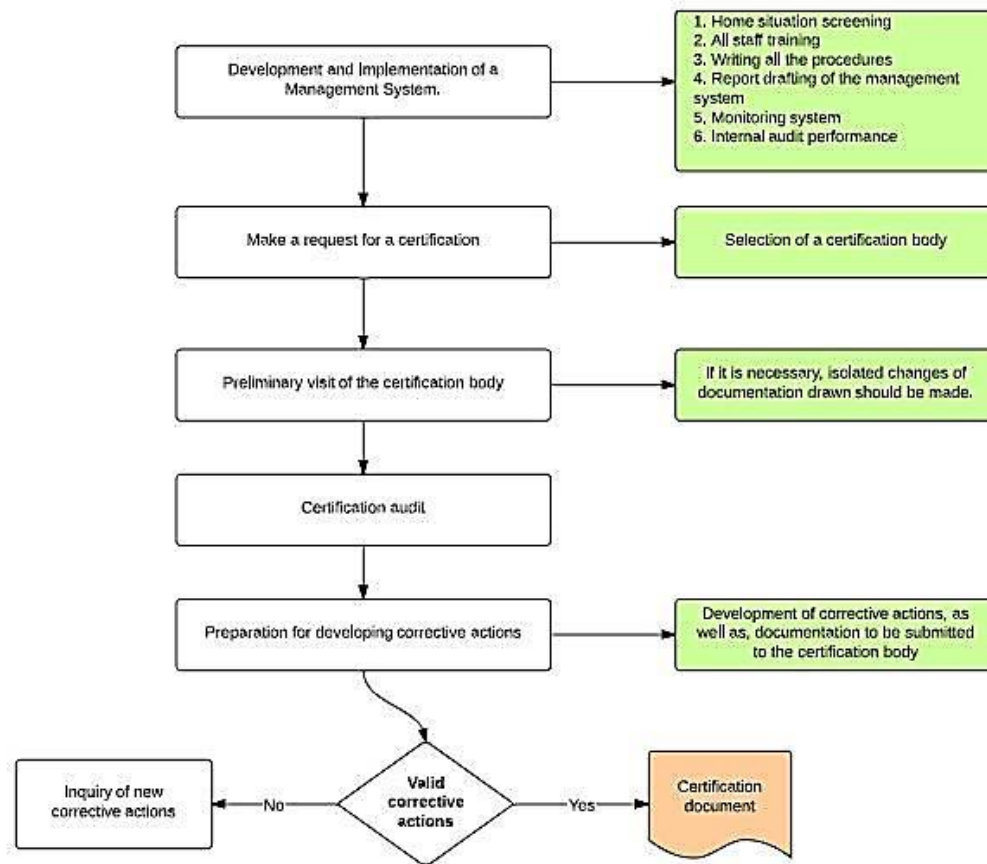 Development and Implementation of a
Management System.
1. Home situation screening
2. All staff training
3. Writing all the procedures
4. Report drafting of the management
system
5. Monitoring system
6. Internal audit performance
Make a request for a certification
Selection of a certification body
Preliminary visit of the certification body
If it is necessary, isolated changes of
documentation drawn should be made.
Certification audit
Preparation for developing corrective actions
Development of corrective actions, as
well as, documentation to be submitted
to the certification body
Inquiry of new
corrective actions
No
Valid
corrective
actions
Yes
Certification
document